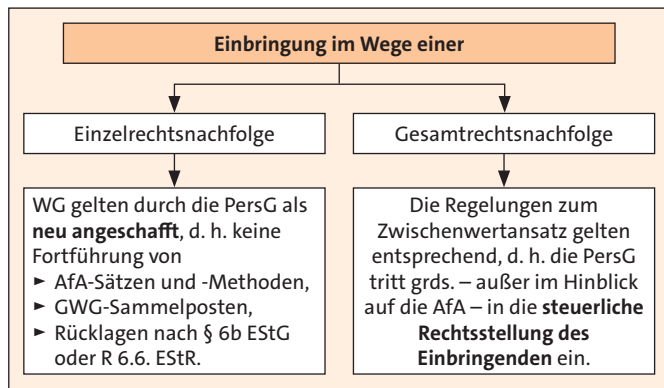 Einbringung im Wege einer
Einzelrechtsnachfolge
Gesamtrechtsnachfolge
WG gelten durch die PersG als
neu angeschafft, d. h. keine
Fortführung von
► AfA-Sätzen und -Methoden,
► GWG-Sammelposten,
► Rücklagen nach § 6b EStG
oder R 6.6. EStR.
Die Regelungen zum
Zwischenwertansatz gelten
entsprechend, d. h. die PersG
tritt grds. – außer im Hinblick
auf die AfA – in die steuerliche
Rechtsstellung des
Einbringenden ein.